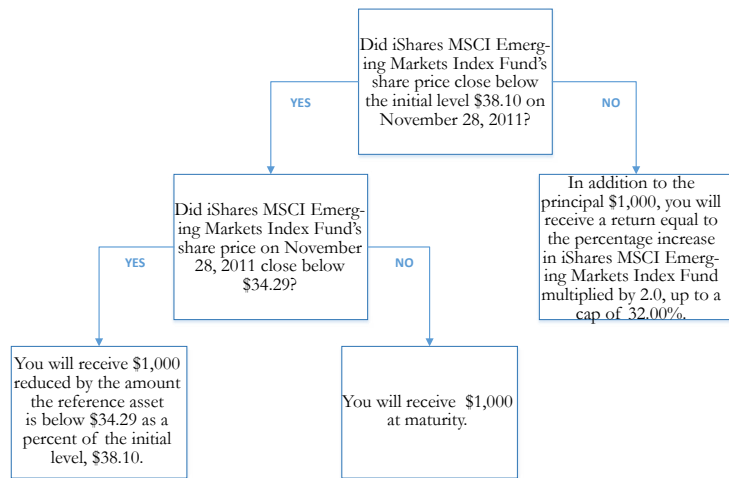 Did iShares MSCI Emerg-
ing Markets Index Fund's
share price close below
the initial level $38.10 on
November 28, 2011?
YES
NO
Did iShares MSCI Emerg-
ing Markets Index Fund's
share price on November
28, 2011 close below
$34.29?
In addition to the
principal $1,000, you will
receive a return equal to
the percentage increase
in iShares MSCI Emerg-
ing Markets Index Fund
multiplied by 2.0, up to a
cap of 32.00%.
YES
NO
You will receive $1,000
reduced by the amount
the reference asset
is below $34.29 as a
percent of the initial
level, $38.10.
You will receive $1,000
at maturity.